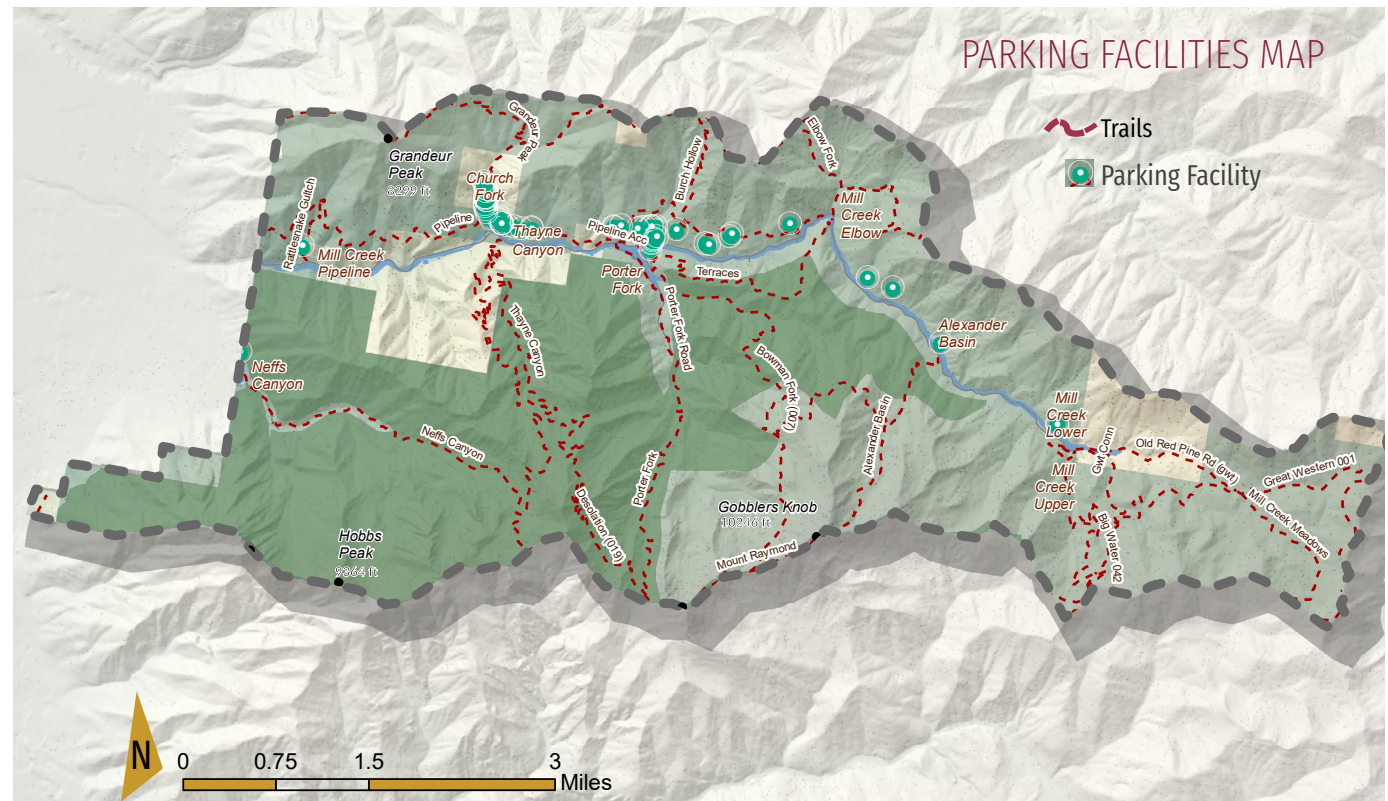 PARKING FACILITIES MAP
Trails
Parking Facility
Grandeur
Peak
8299 ft
Grandeur Peak
Church
Fork
Burch Hollow
Elbow Fork
Rattlesnake Gultch
Pipeline
Mill Creek
Pipeline
Thayne
Canyon
Pipeline Acc
Porter
Fork
Terraces
Mill
Creek
Elbow
Neffs
Canyon
Thayne Canyon
Porter Fork Road
Bowman Fork (007)
Alexander
Basin
Alexander Basin
Neffs Canyon
Mill
Creek
Lower
Mill
Creek
Upper
Gwt Conn
Old Red Pine Rd (gwt)
Great Western 001
Mill Creek Meadows
Big Water 042
Porter Fork
Desolation (019)
Gobblers Knob
10246 ft
Mount Raymond
Hobbs
Peak
9364 ft
N
0 0.75 1.5 3
Miles